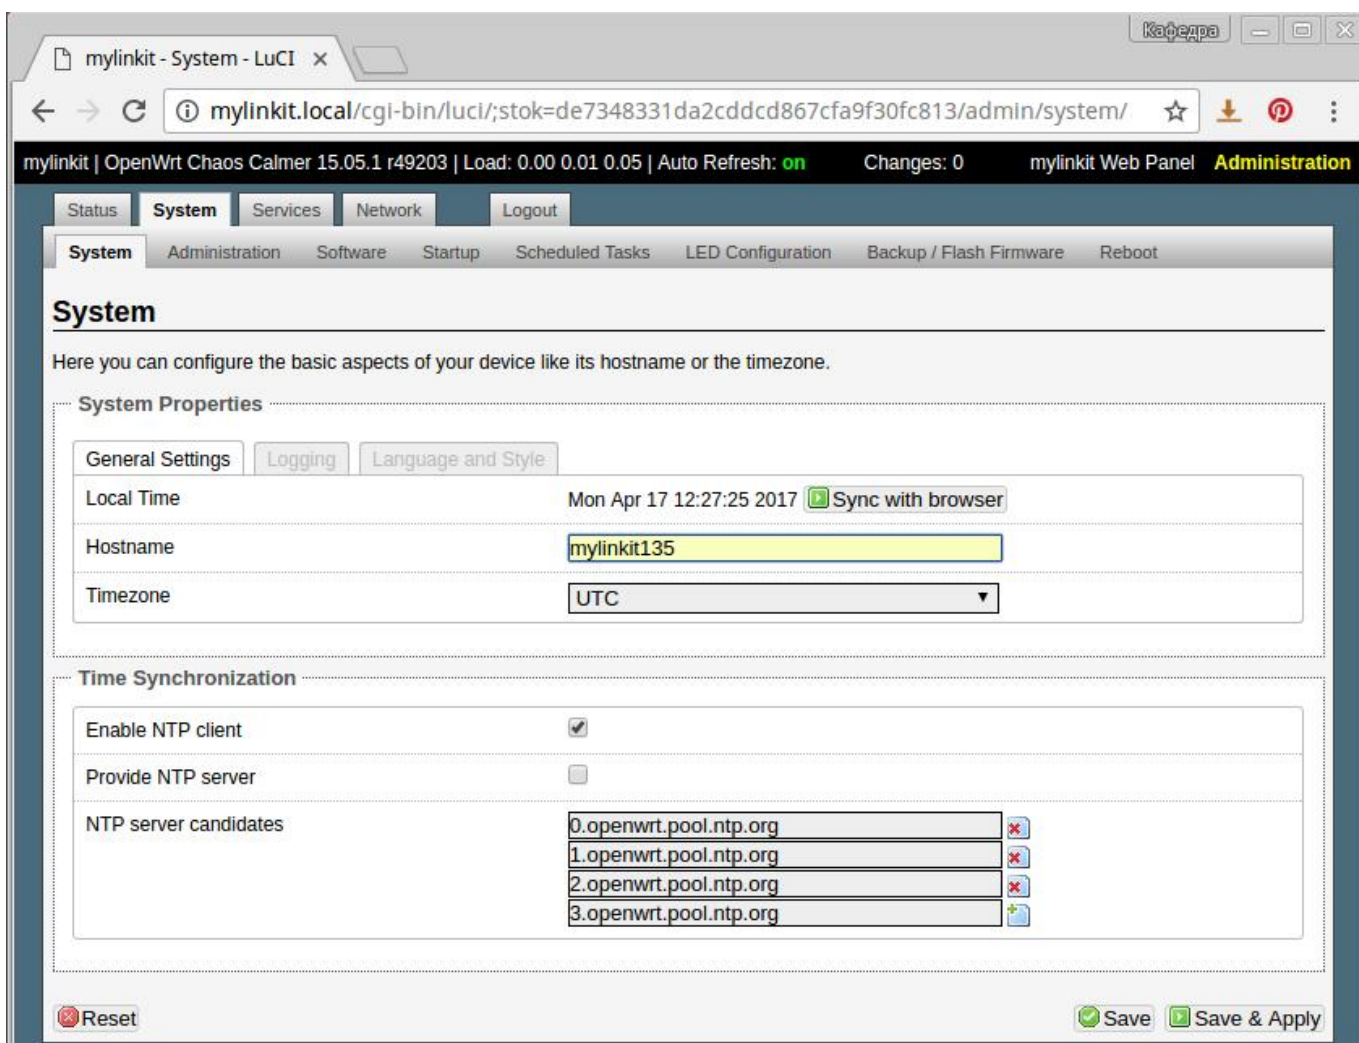 Кафедра
mylinkit - System - LuCI
mylinkit.local/cgi-bin/luci/;stok=de7348331da2cddcd867cfa9f30fc813/admin/system/
mylinkit | OpenWrt Chaos Calmer 15.05.1 r49203 | Load: 0.00 0.01 0.05 | Auto Refresh: on Changes: 0 mylinkit Web Panel Administration
Status System Services Network Logout
System Administration Software Startup Scheduled Tasks LED Configuration Backup / Flash Firmware Reboot
System
Here you can configure the basic aspects of your device like its hostname or the timezone.
System Properties
General Settings Logging Language and Style
Local Time Mon Apr 17 12:27:25 2017 Sync with browser
Hostname mylinkit135
Timezone UTC
Time Synchronization
Enable NTP client
Provide NTP server
NTP server candidates 0.openwrt.pool.ntp.org
1.openwrt.pool.ntp.org
2.openwrt.pool.ntp.org
3.openwrt.pool.ntp.org
Reset Save Save & Apply